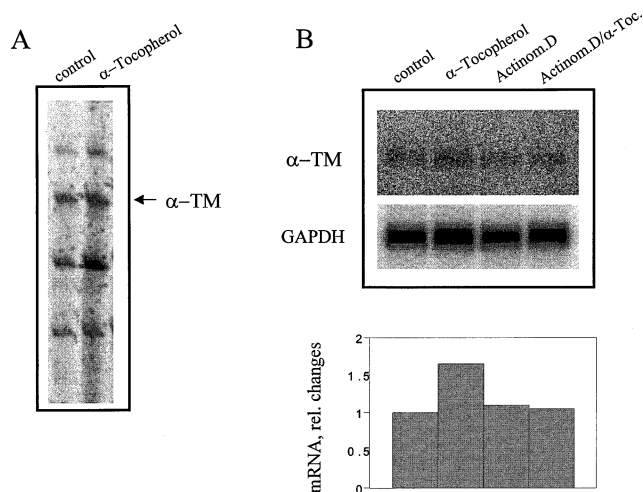 A
control
α–Tocopherol
α–TM
B
control
α–Tocopherol
Actinom.D
Actinom.D/α-Toc.
α–TM
GAPDH
mRNA, rel. changes
2
1.5
1
0.5
0